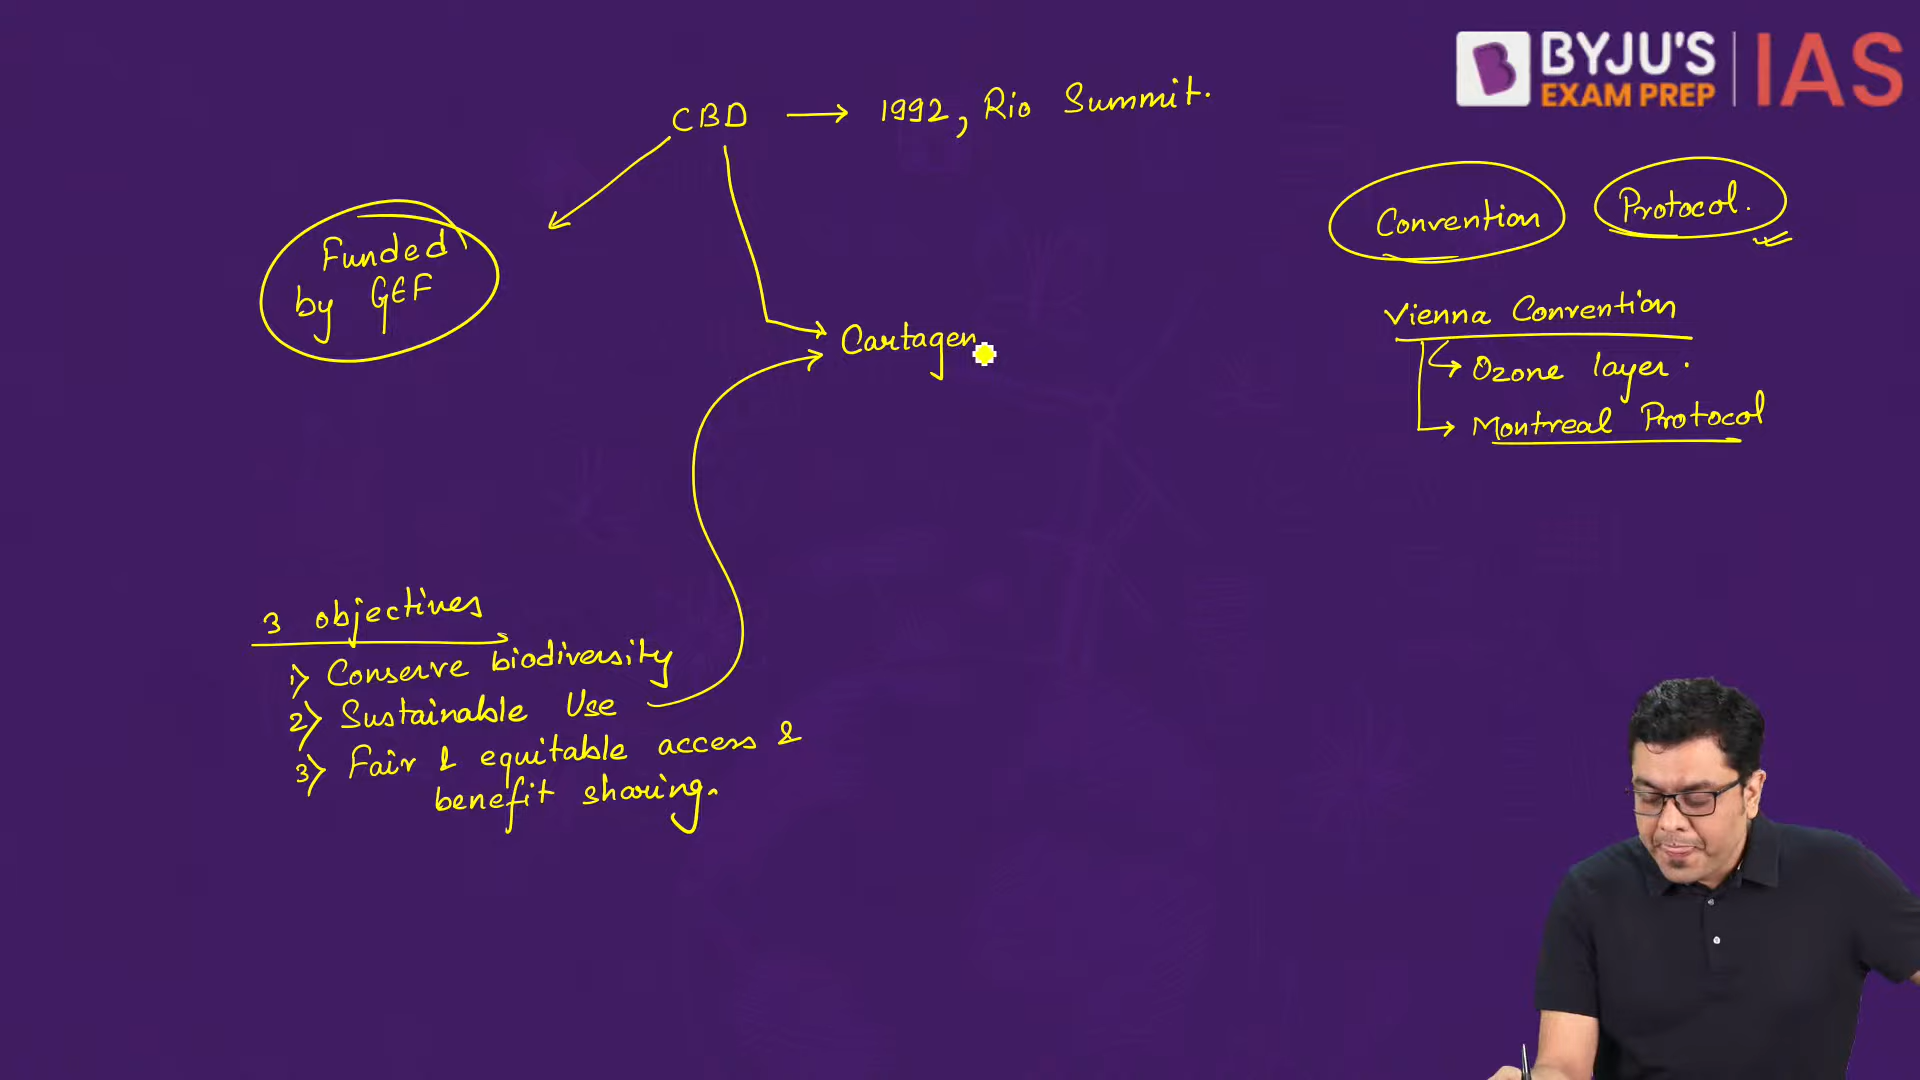 BYJU'S
EXAM PREP
IAS
CBD → 1992, Rio Summit.
Funded
by GEF
Convention
Protocol.
Vienna Convention
Ozone layer.
Montreal Protocol
Cartagen
3 objectives
1) Conserve biodiversity
2) Sustainable Use
3) Fair & equitable access &
benefit sharing.